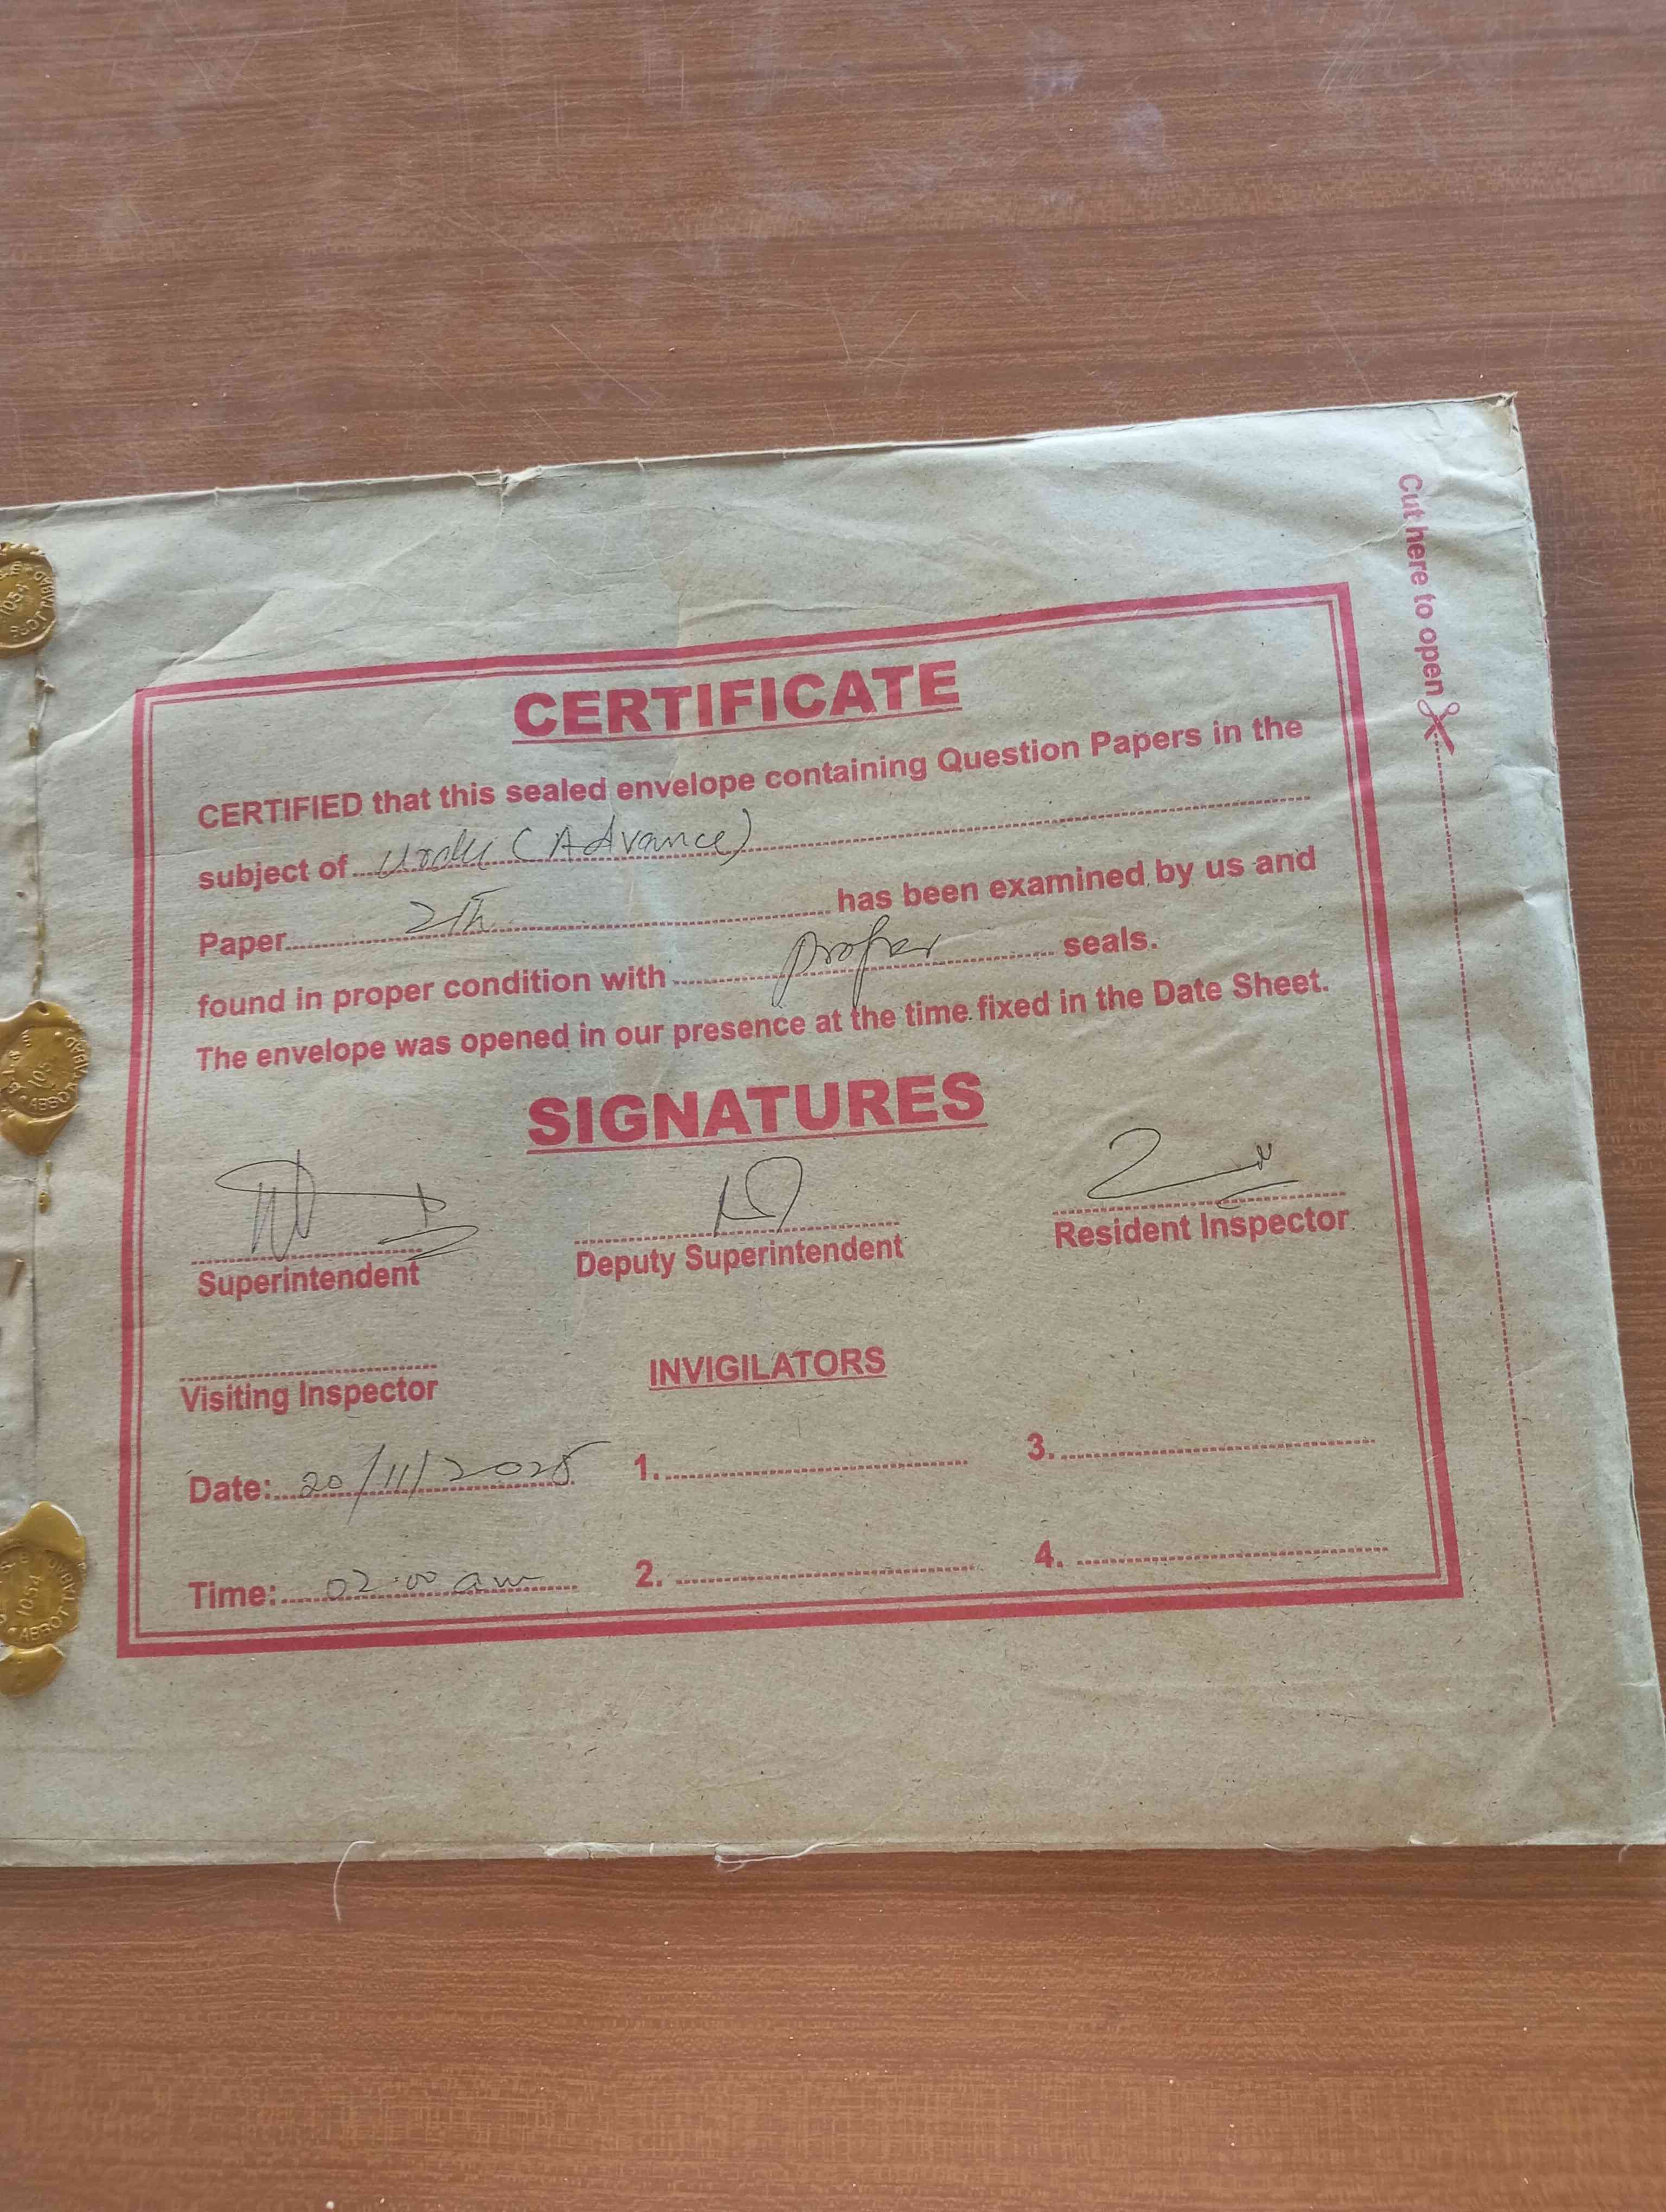 Cut here to open
CERTIFICATE
CERTIFIED that this sealed envelope containing Question Papers in the
subject of Urdu (Advance)
Paper 2th has been examined by us and
found in proper condition with proper seals.
The envelope was opened in our presence at the time fixed in the Date Sheet.
SIGNATURES
Superintendent Deputy Superintendent Resident Inspector
Visiting Inspector INVIGILATORS
Date: 20/11/2025 1. 3.
Time: 02:00 am 2. 4.